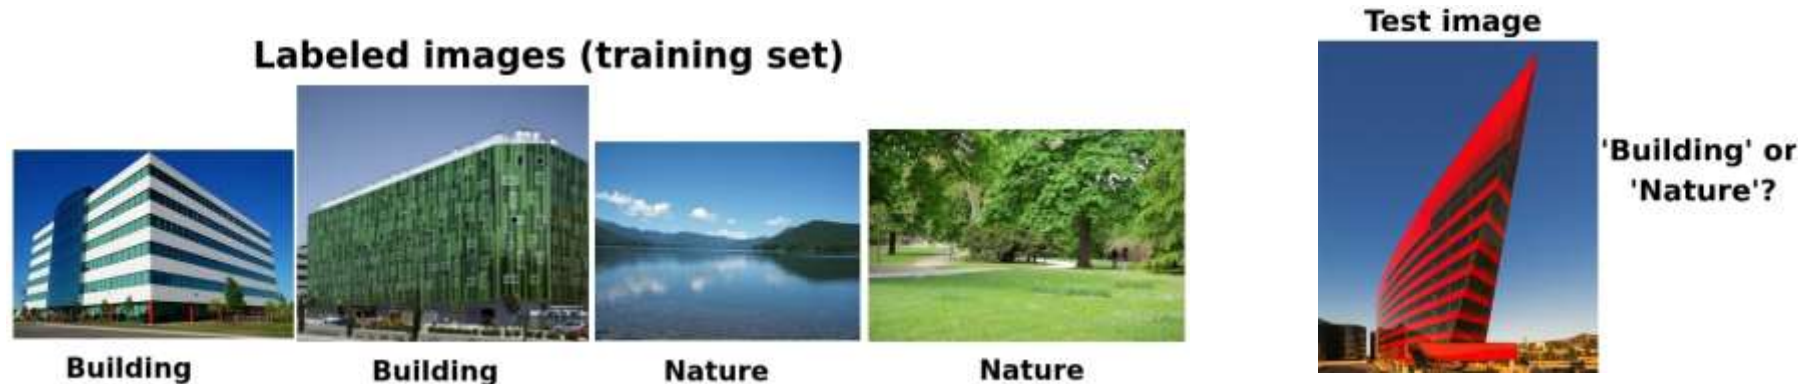 Labeled images (training set)
Building
Building
Nature
Nature
Test image
'Building' or
'Nature'?